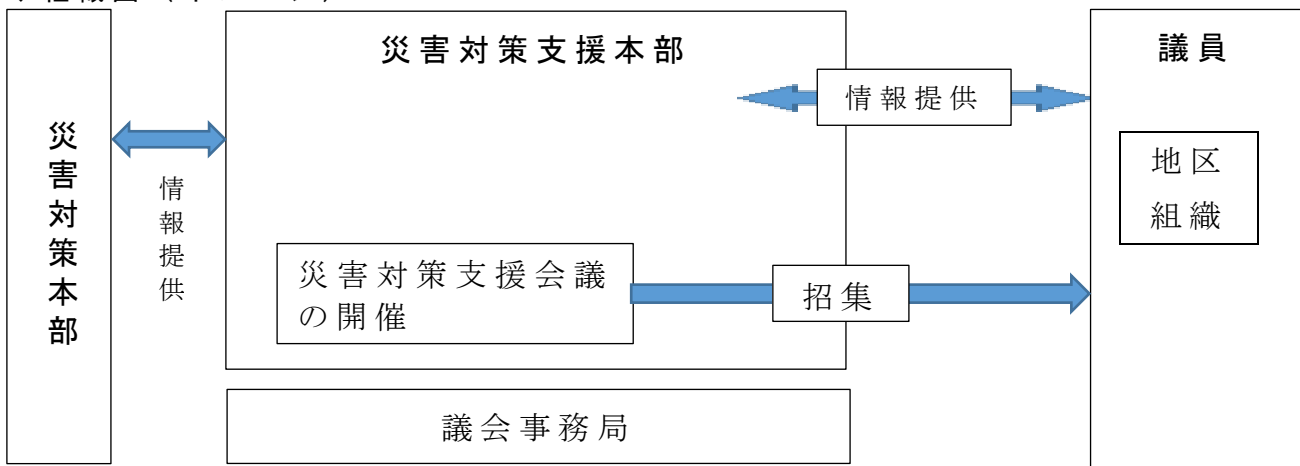 災害対策本部
情報提供
災害対策支援本部
情報提供
災害対策支援会議
の開催
招集
議会事務局
議員
地区
組織